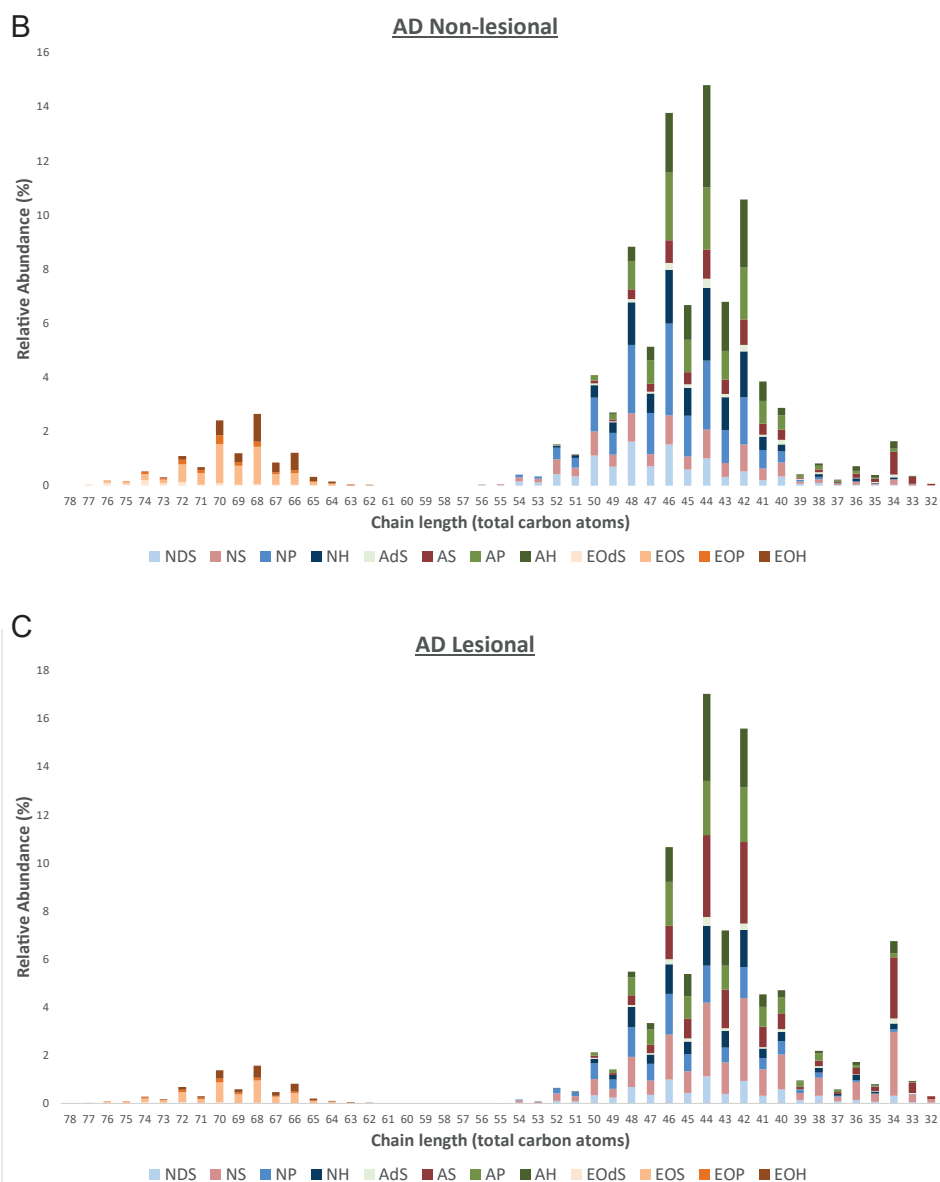 B
AD Non-lesional
16
14
12
10
8
6
4
2
0
Relative Abundance (%)
78 77 76 75 74 73 72 71 70 69 68 67 66 65 64 63 62 61 60 59 58 57 56 55 54 53 52 51 50 49 48 47 46 45 44 43 42 41 40 39 38 37 36 35 34 33 32
Chain length (total carbon atoms)
NDS NS NP NH AdS AS AP AH EOdS EOS EOP EOH
C
AD Lesional
18
16
14
12
10
8
6
4
2
0
Relative Abundance (%)
78 77 76 75 74 73 72 71 70 69 68 67 66 65 64 63 62 61 60 59 58 57 56 55 54 53 52 51 50 49 48 47 46 45 44 43 42 41 40 39 38 37 36 35 34 33 32
Chain length (total carbon atoms)
NDS NS NP NH AdS AS AP AH EOdS EOS EOP EOH